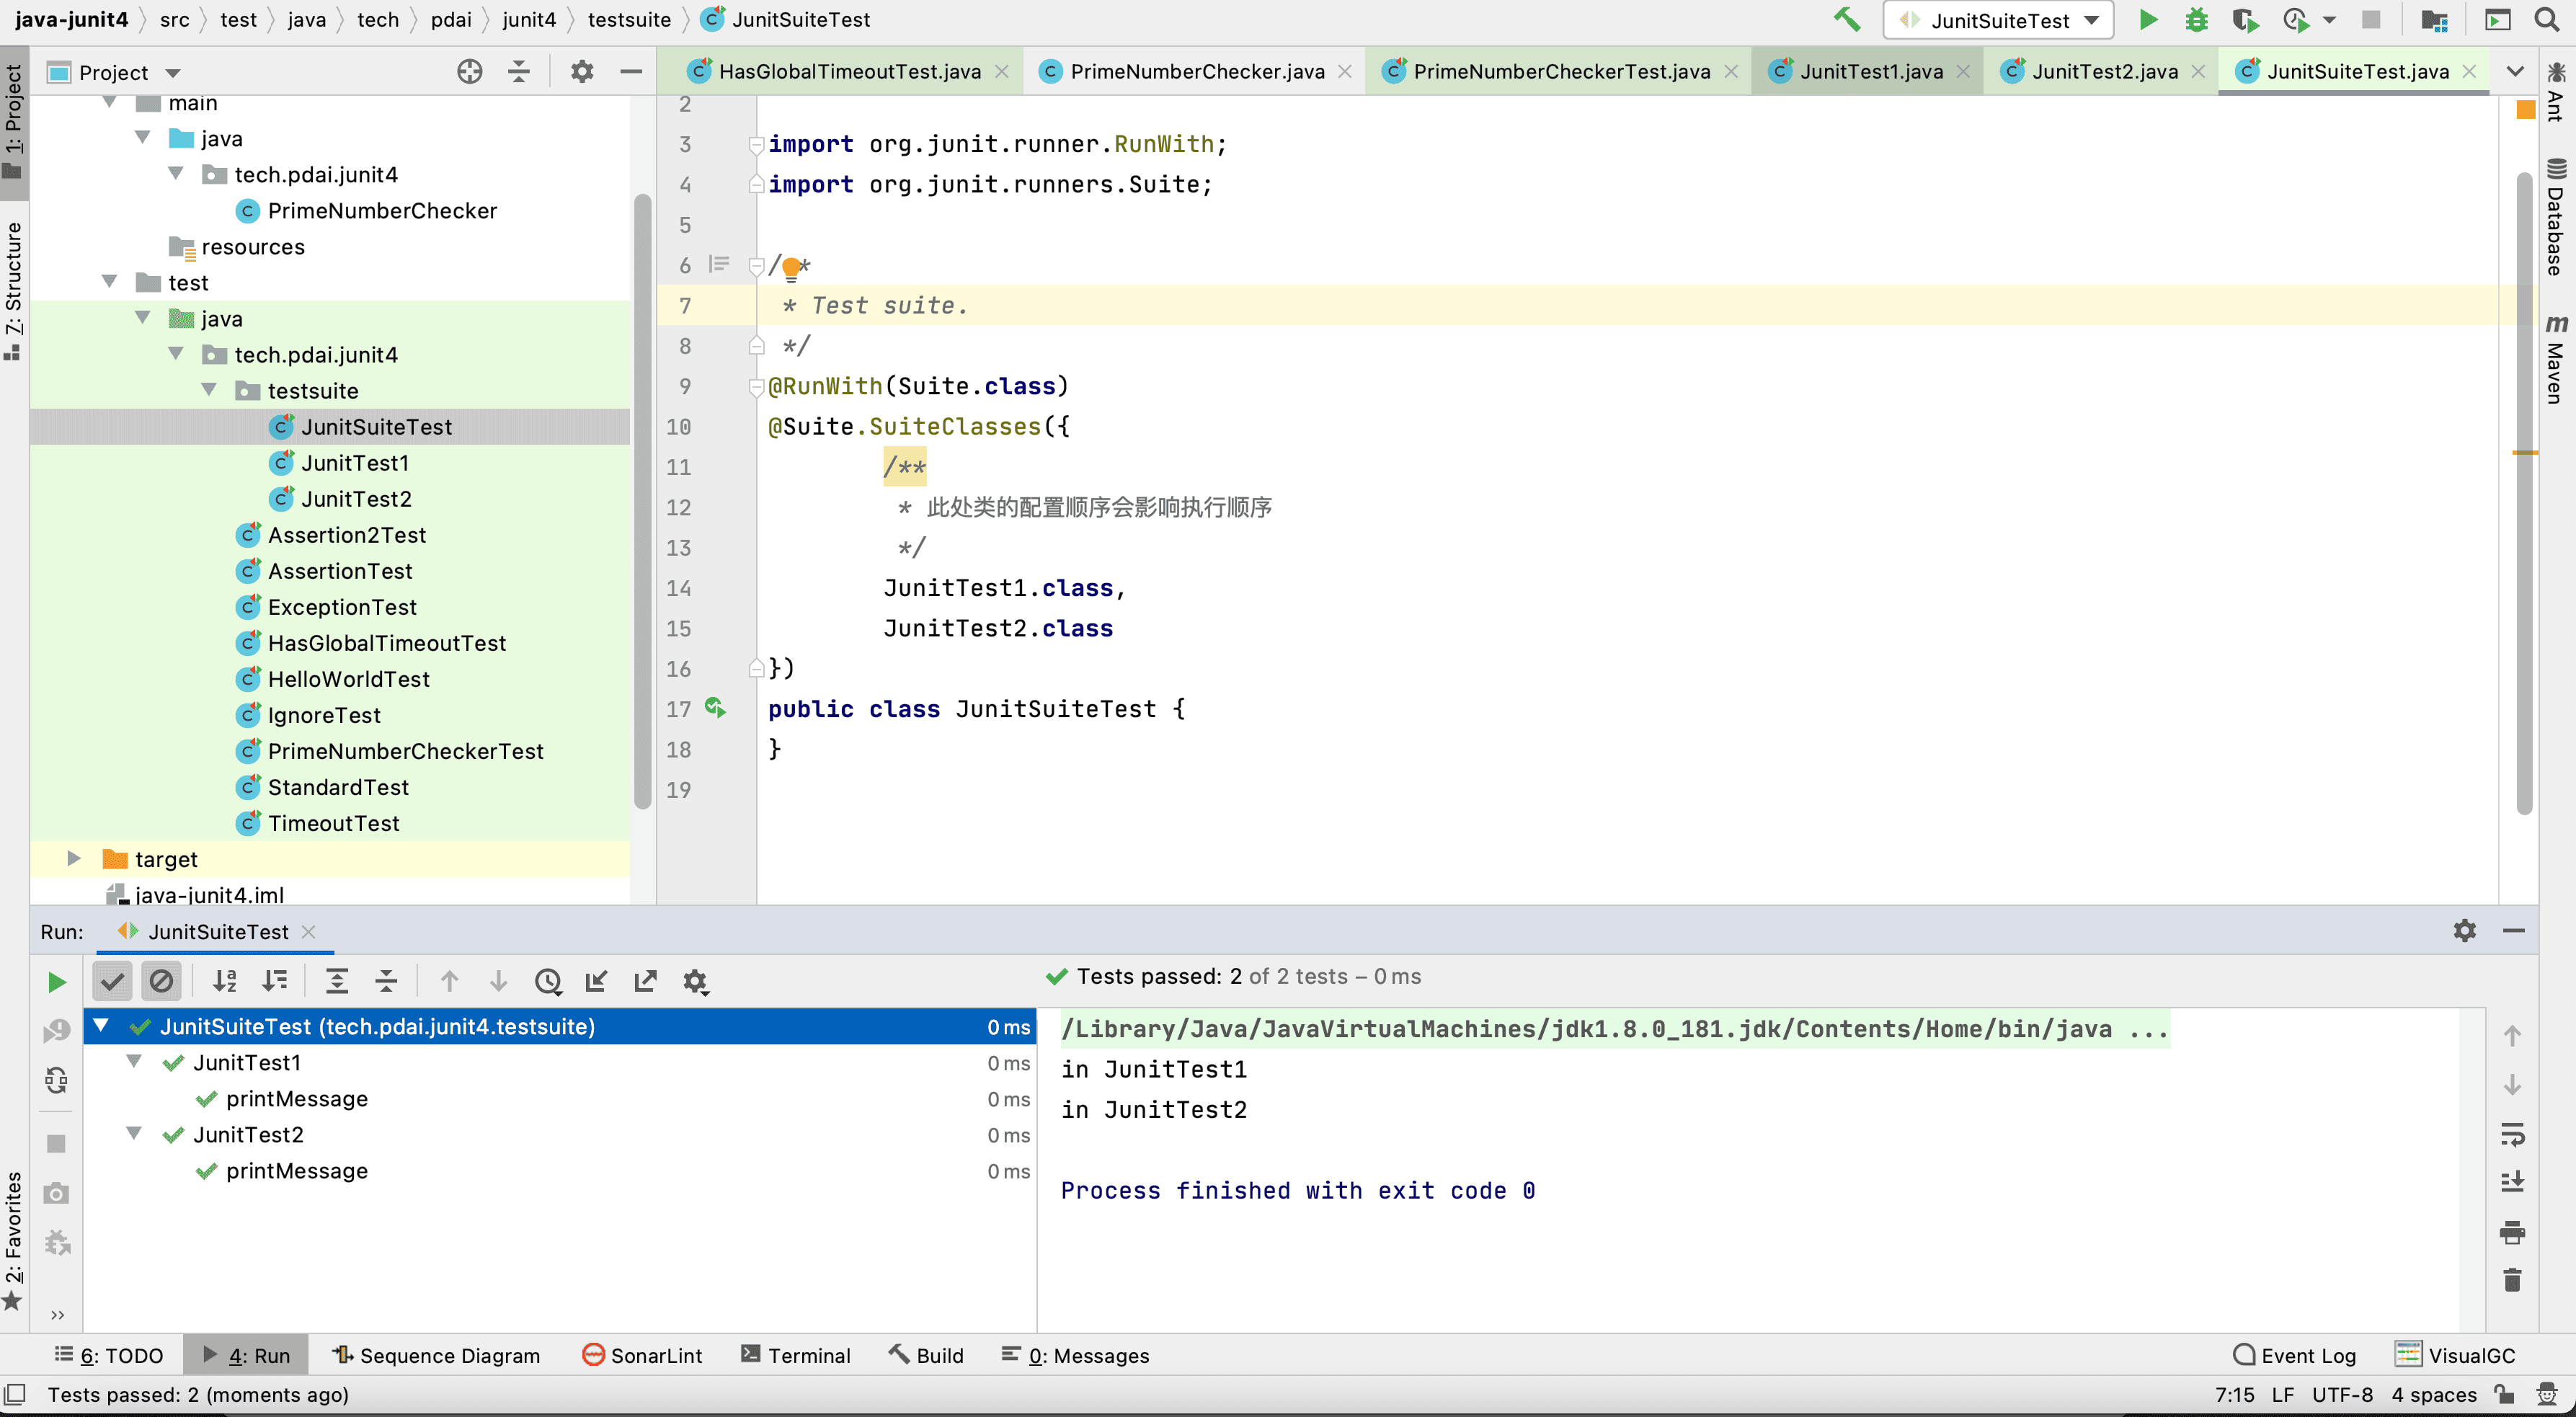 java-junit4 src test java tech pdai junit4 testsuite JunitSuiteTest
JunitSuiteTest
1: Project
7: Structure
2: Favorites
Project
main
java
tech.pdai.junit4
PrimeNumberChecker
resources
test
java
tech.pdai.junit4
testsuite
JunitSuiteTest
JunitTest1
JunitTest2
Assertion2Test
AssertionTest
ExceptionTest
HasGlobalTimeoutTest
HelloWorldTest
IgnoreTest
PrimeNumberCheckerTest
StandardTest
TimeoutTest
target
java-junit4.iml
HasGlobalTimeoutTest.java PrimeNumberChecker.java PrimeNumberCheckerTest.java JunitTest1.java JunitTest2.java JunitSuiteTest.java
2
3 import org.junit.runner.RunWith;
4 import org.junit.runners.Suite;
5
6 /**
7 * Test suite.
8 */
9 @RunWith(Suite.class)
10 @Suite.SuiteClasses({
11 /**
12 * 此处类的配置顺序会影响执行顺序
13 */
14 JunitTest1.class,
15 JunitTest2.class
16 })
17 public class JunitSuiteTest {
18 }
19
Ant
Database
Maven
Run: JunitSuiteTest
Tests passed: 2 of 2 tests – 0 ms
JunitSuiteTest (tech.pdai.junit4.testsuite) 0 ms
JunitTest1 0 ms
printMessage 0 ms
JunitTest2 0 ms
printMessage 0 ms
/Library/Java/JavaVirtualMachines/jdk1.8.0_181.jdk/Contents/Home/bin/java ...
in JunitTest1
in JunitTest2
Process finished with exit code 0
6: TODO 4: Run Sequence Diagram SonarLint Terminal Build 0: Messages Event Log VisualGC
Tests passed: 2 (moments ago) 7:15 LF UTF-8 4 spaces